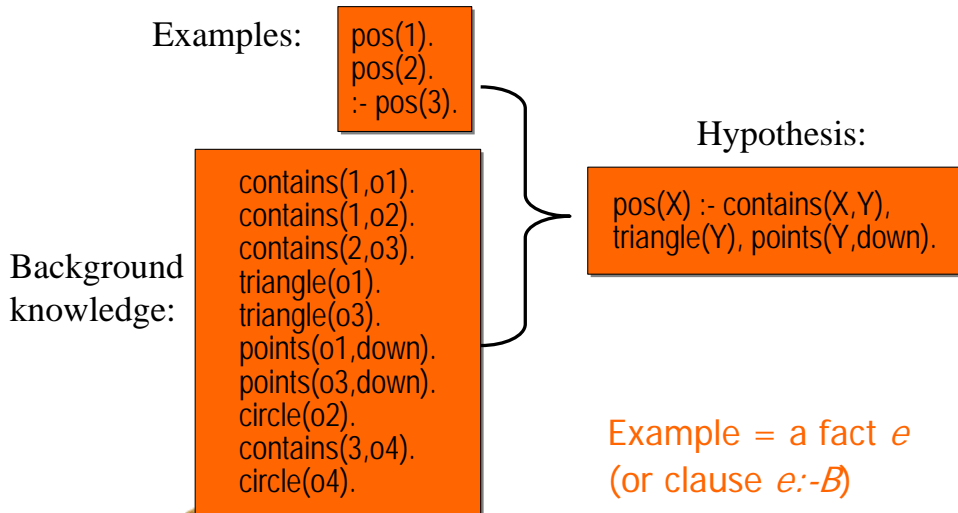 Examples:
pos(1).
pos(2).
:- pos(3).
Background
knowledge:
contains(1,o1).
contains(1,o2).
contains(2,o3).
triangle(o1).
triangle(o3).
points(o1,down).
points(o3,down).
circle(o2).
contains(3,o4).
circle(o4).
Hypothesis:
pos(X) :- contains(X,Y),
triangle(Y), points(Y,down).
Example = a fact e
(or clause e:-B)